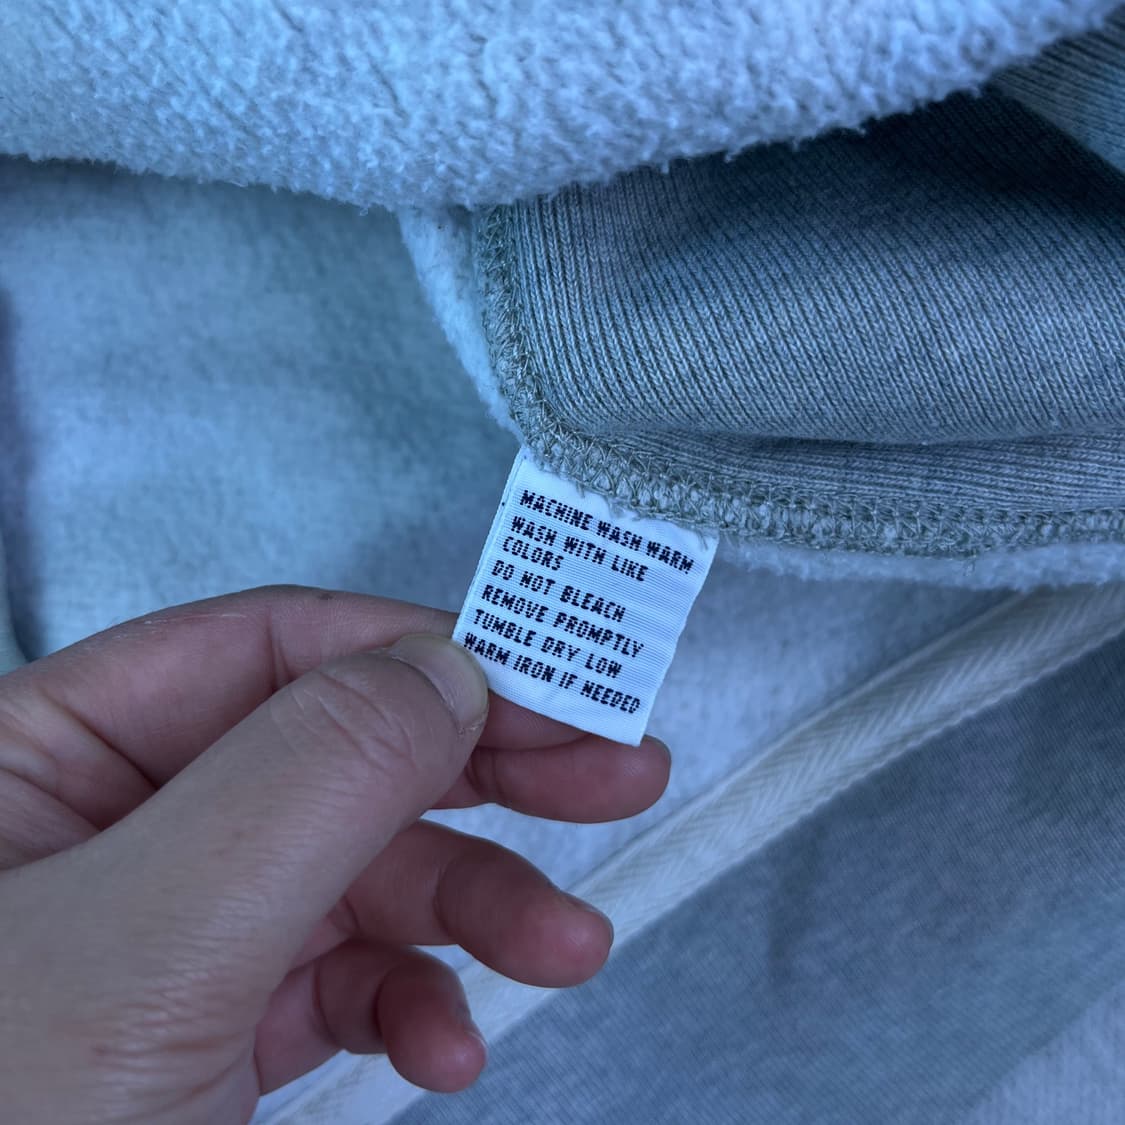 MACHINE WASH WARM
WASH WITH LIKE
COLORS
DO NOT BLEACH
REMOVE PROMPTLY
TUMBLE DRY LOW
WARM IRON IF NEEDED